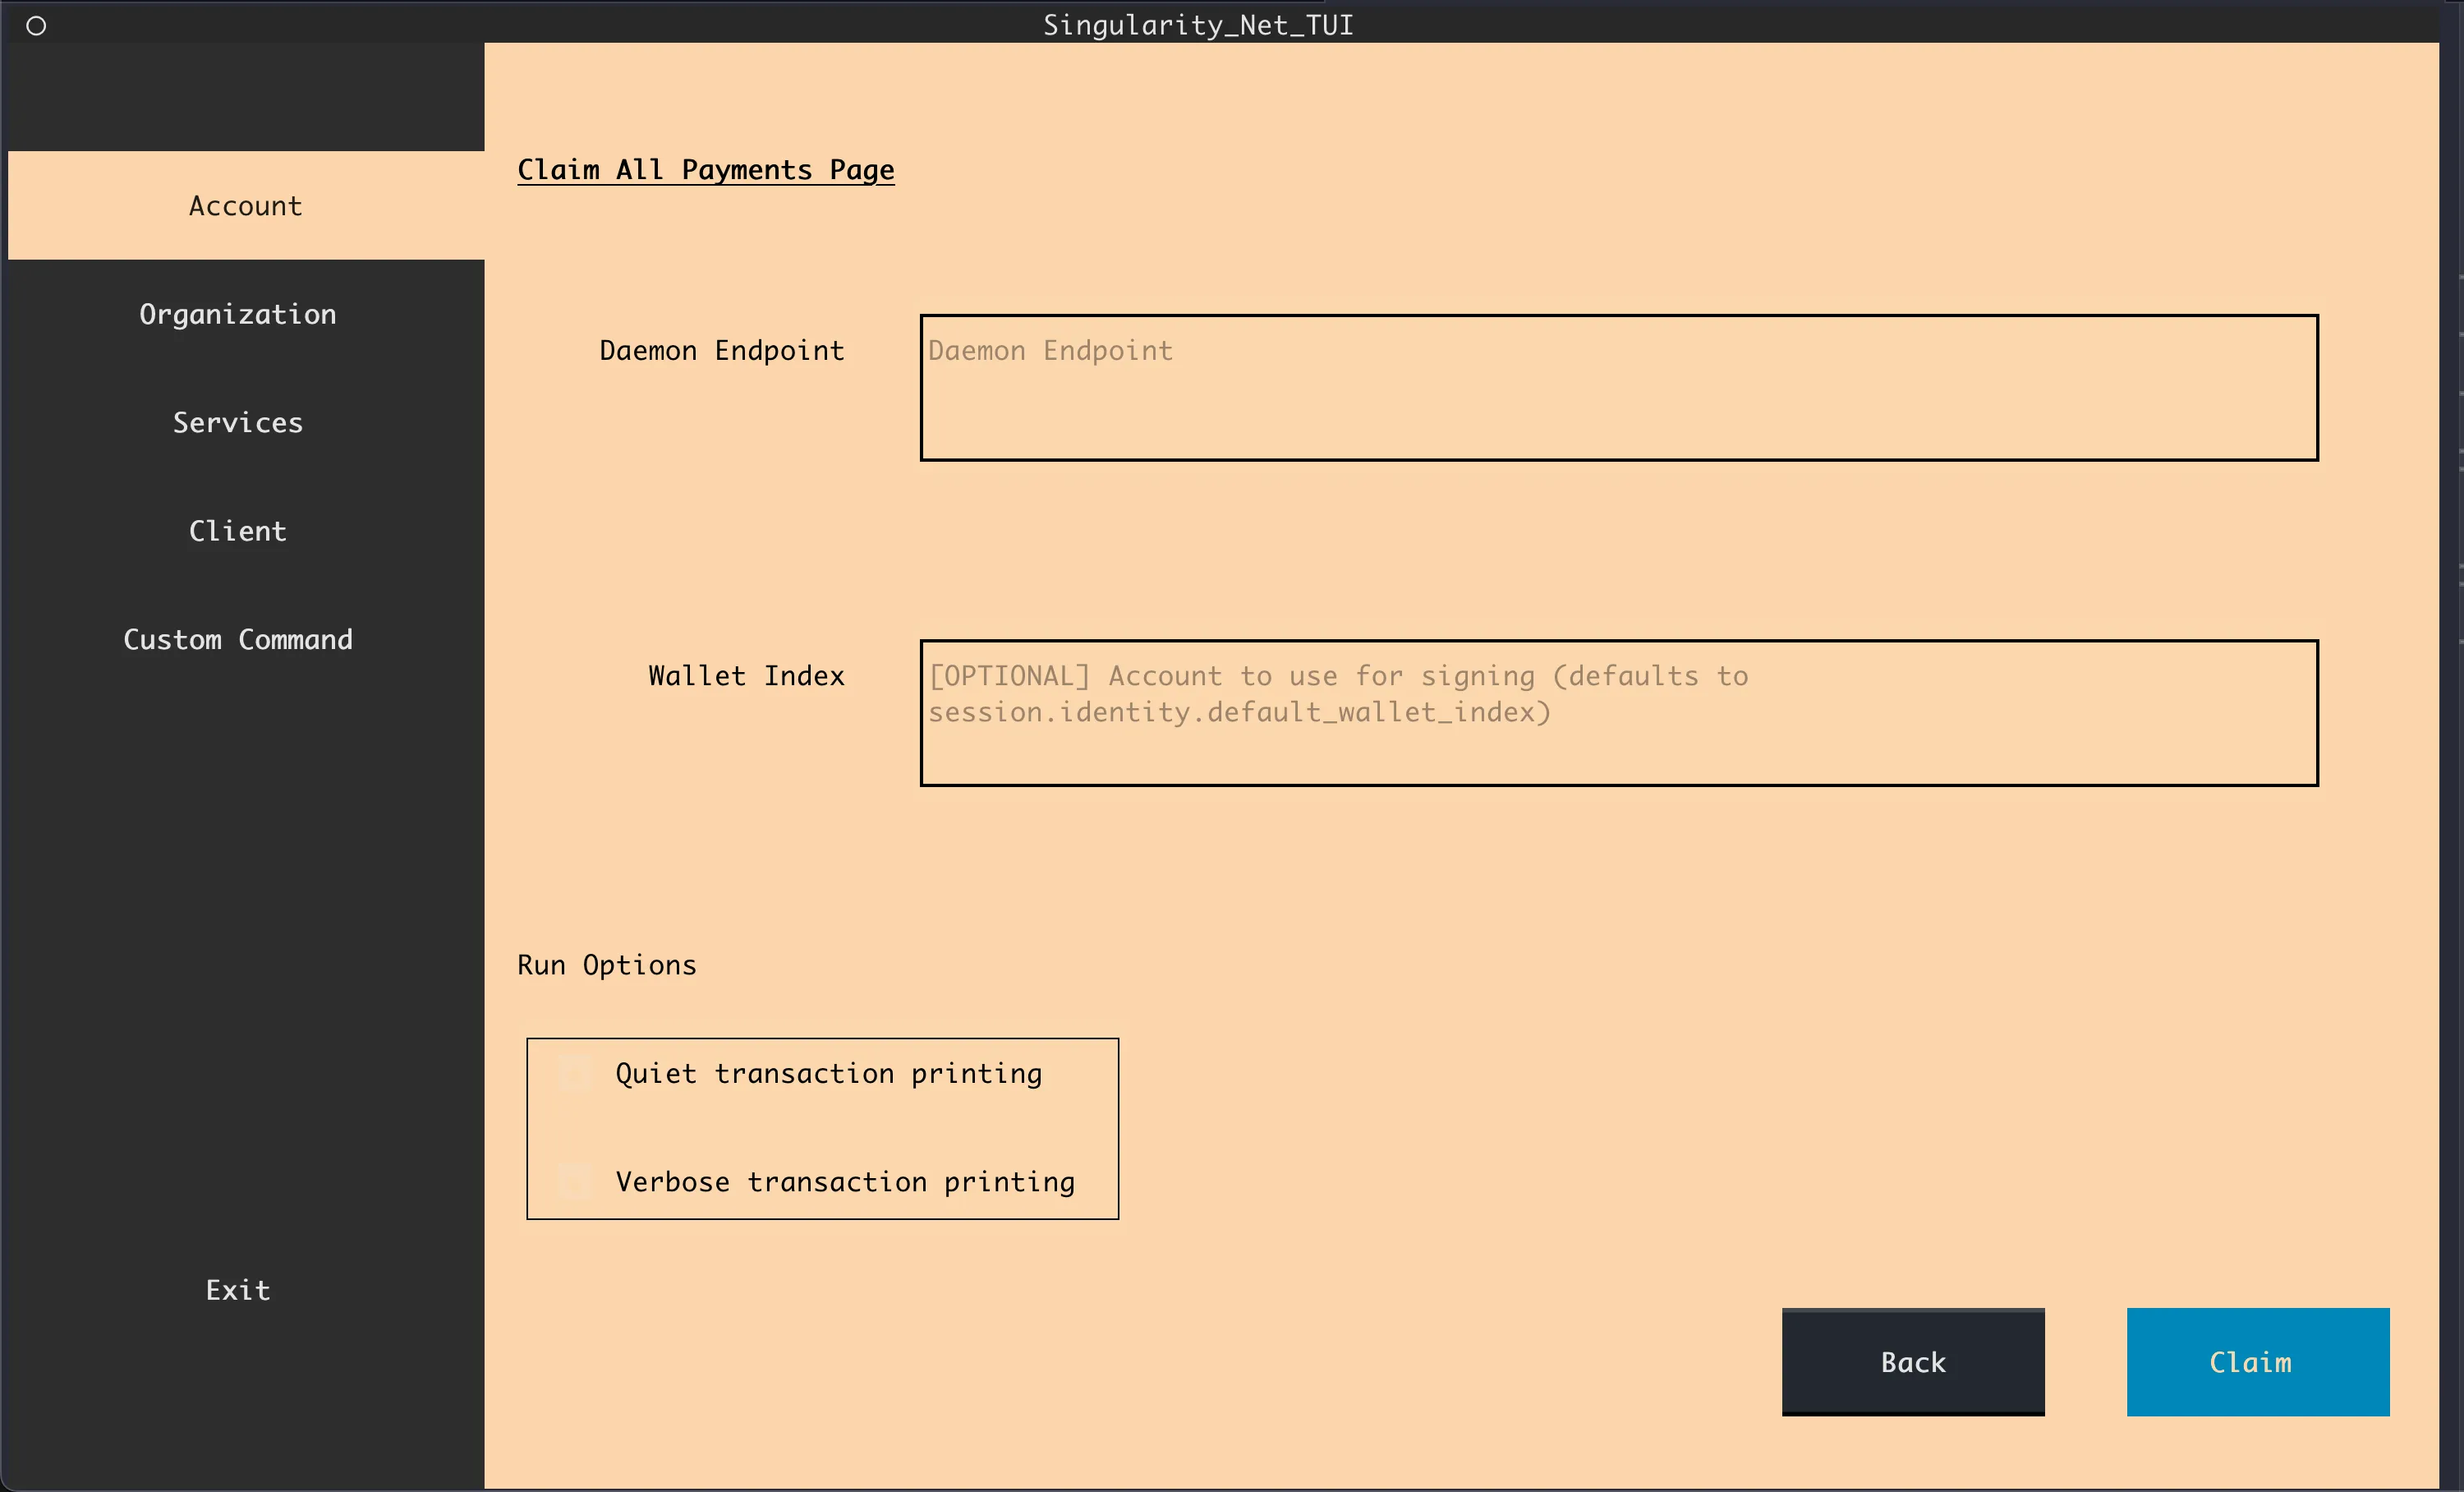 Singularity_Net_TUI
Account
Organization
Services
Client
Custom Command
Exit
Claim All Payments Page
Daemon Endpoint
Daemon Endpoint
Wallet Index
[OPTIONAL] Account to use for signing (defaults to
session.identity.default_wallet_index)
Run Options
Quiet transaction printing
Verbose transaction printing
Back
Claim